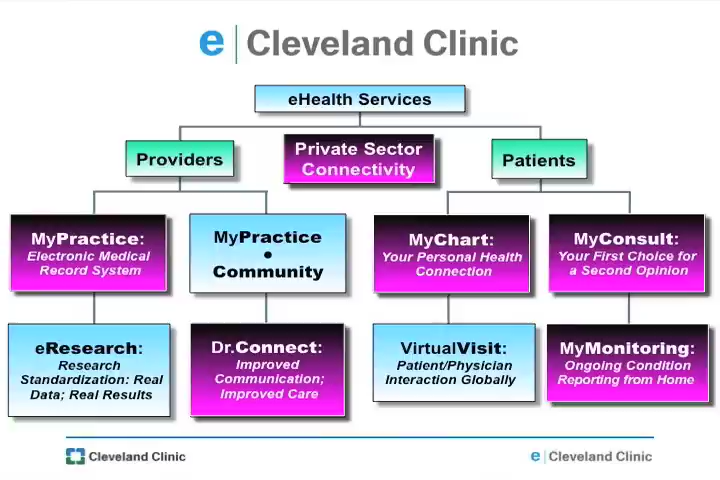 e | Cleveland Clinic
eHealth Services
Private Sector
Connectivity
Providers
Patients
MyPractice:
Electronic Medical
Record System
MyPractice
•
Community
MyChart:
Your Personal Health
Connection
MyConsult:
Your First Choice for
a Second Opinion
eResearch:
Research
Standardization: Real
Data; Real Results
Dr.Connect:
Improved
Communication;
Improved Care
VirtualVisit:
Patient/Physician
Interaction Globally
MyMonitoring:
Ongoing Condition
Reporting from Home
Cleveland Clinic
e | Cleveland Clinic